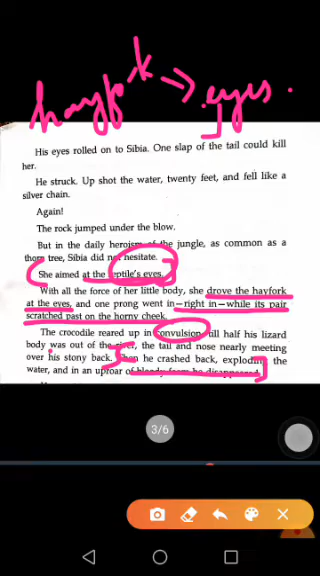 hayfork → eyes.
His eyes rolled on to Sibia. One slap of the tail could kill
her.
He struck. Up shot the water, twenty feet, and fell like a
silver chain.
Again!
The rock jumped under the blow.
But in the daily heroism of the jungle, as common as a
thorn tree, Sibia did not hesitate.
She aimed at the reptile's eyes.
With all the force of her little body, she drove the hayfork
at the eyes, and one prong went in—right in—while its pair
scratched past on the horny cheek.
The crocodile reared up in convulsion till half his lizard
body was out of the river, the tail and nose nearly meeting
over his stony back. Then he crashed back, exploding the
water, and in an uproar of bloody foam he disappeared.
3/6